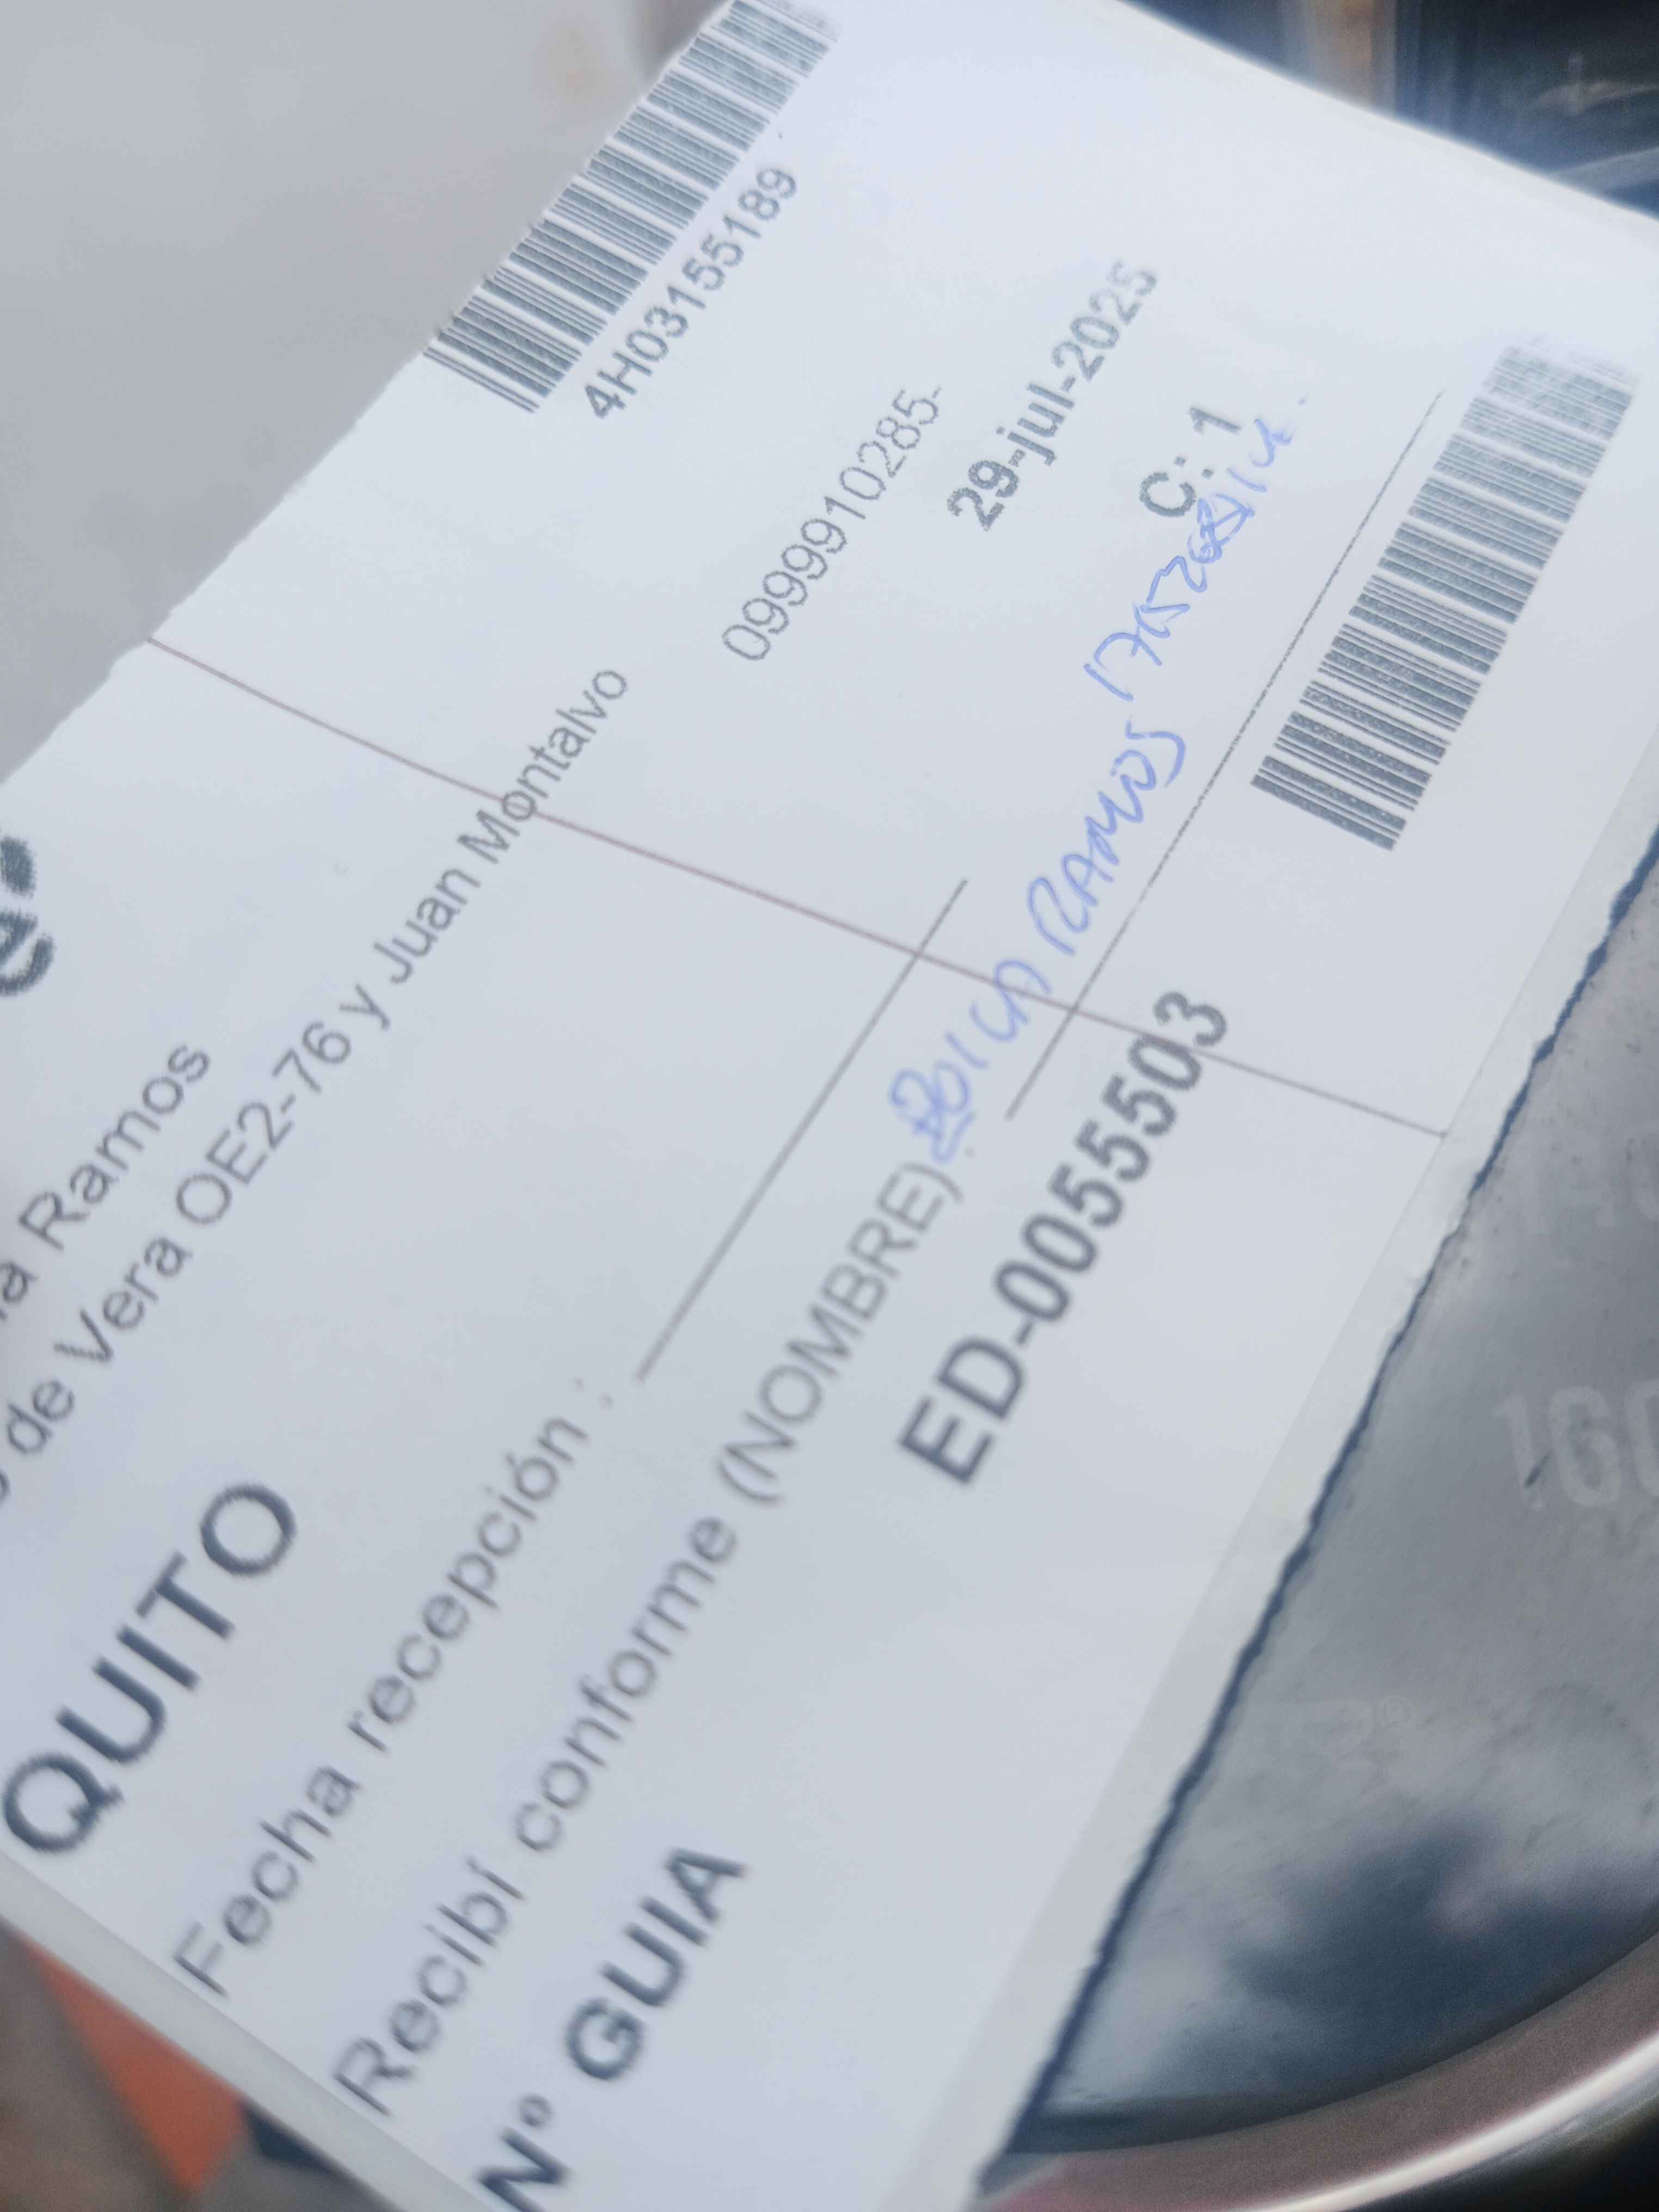 4H03155189
Ramos
de Vera OE2-76 y Juan Montalvo
0999910285-
QUITO
29-jul-2025
Fecha recepción :
C: 1
Recibí conforme (NOMBRE)
RAMOS
Nº GUIA
ED-0055503